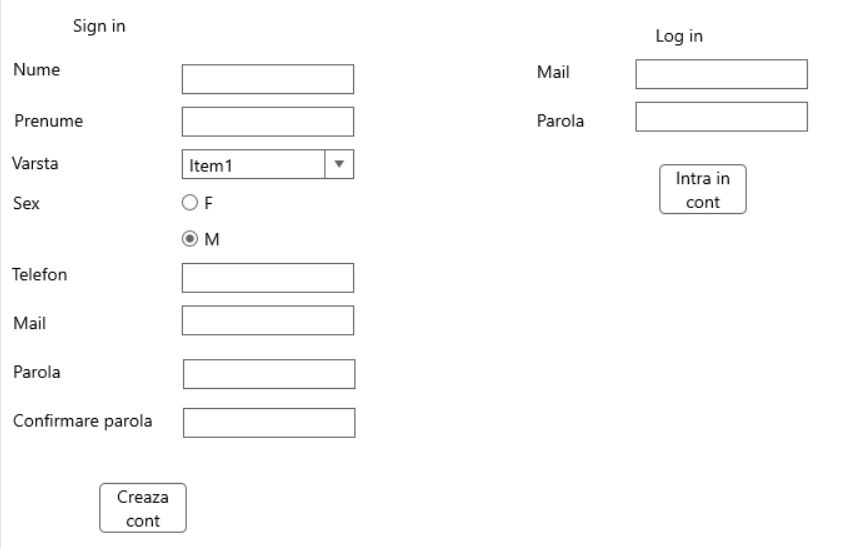 Sign in
Nume
Prenume
Varsta
Item1
Sex
F
M
Telefon
Mail
Parola
Confirmare parola
Creaza
cont
Log in
Mail
Parola
Intra in
cont